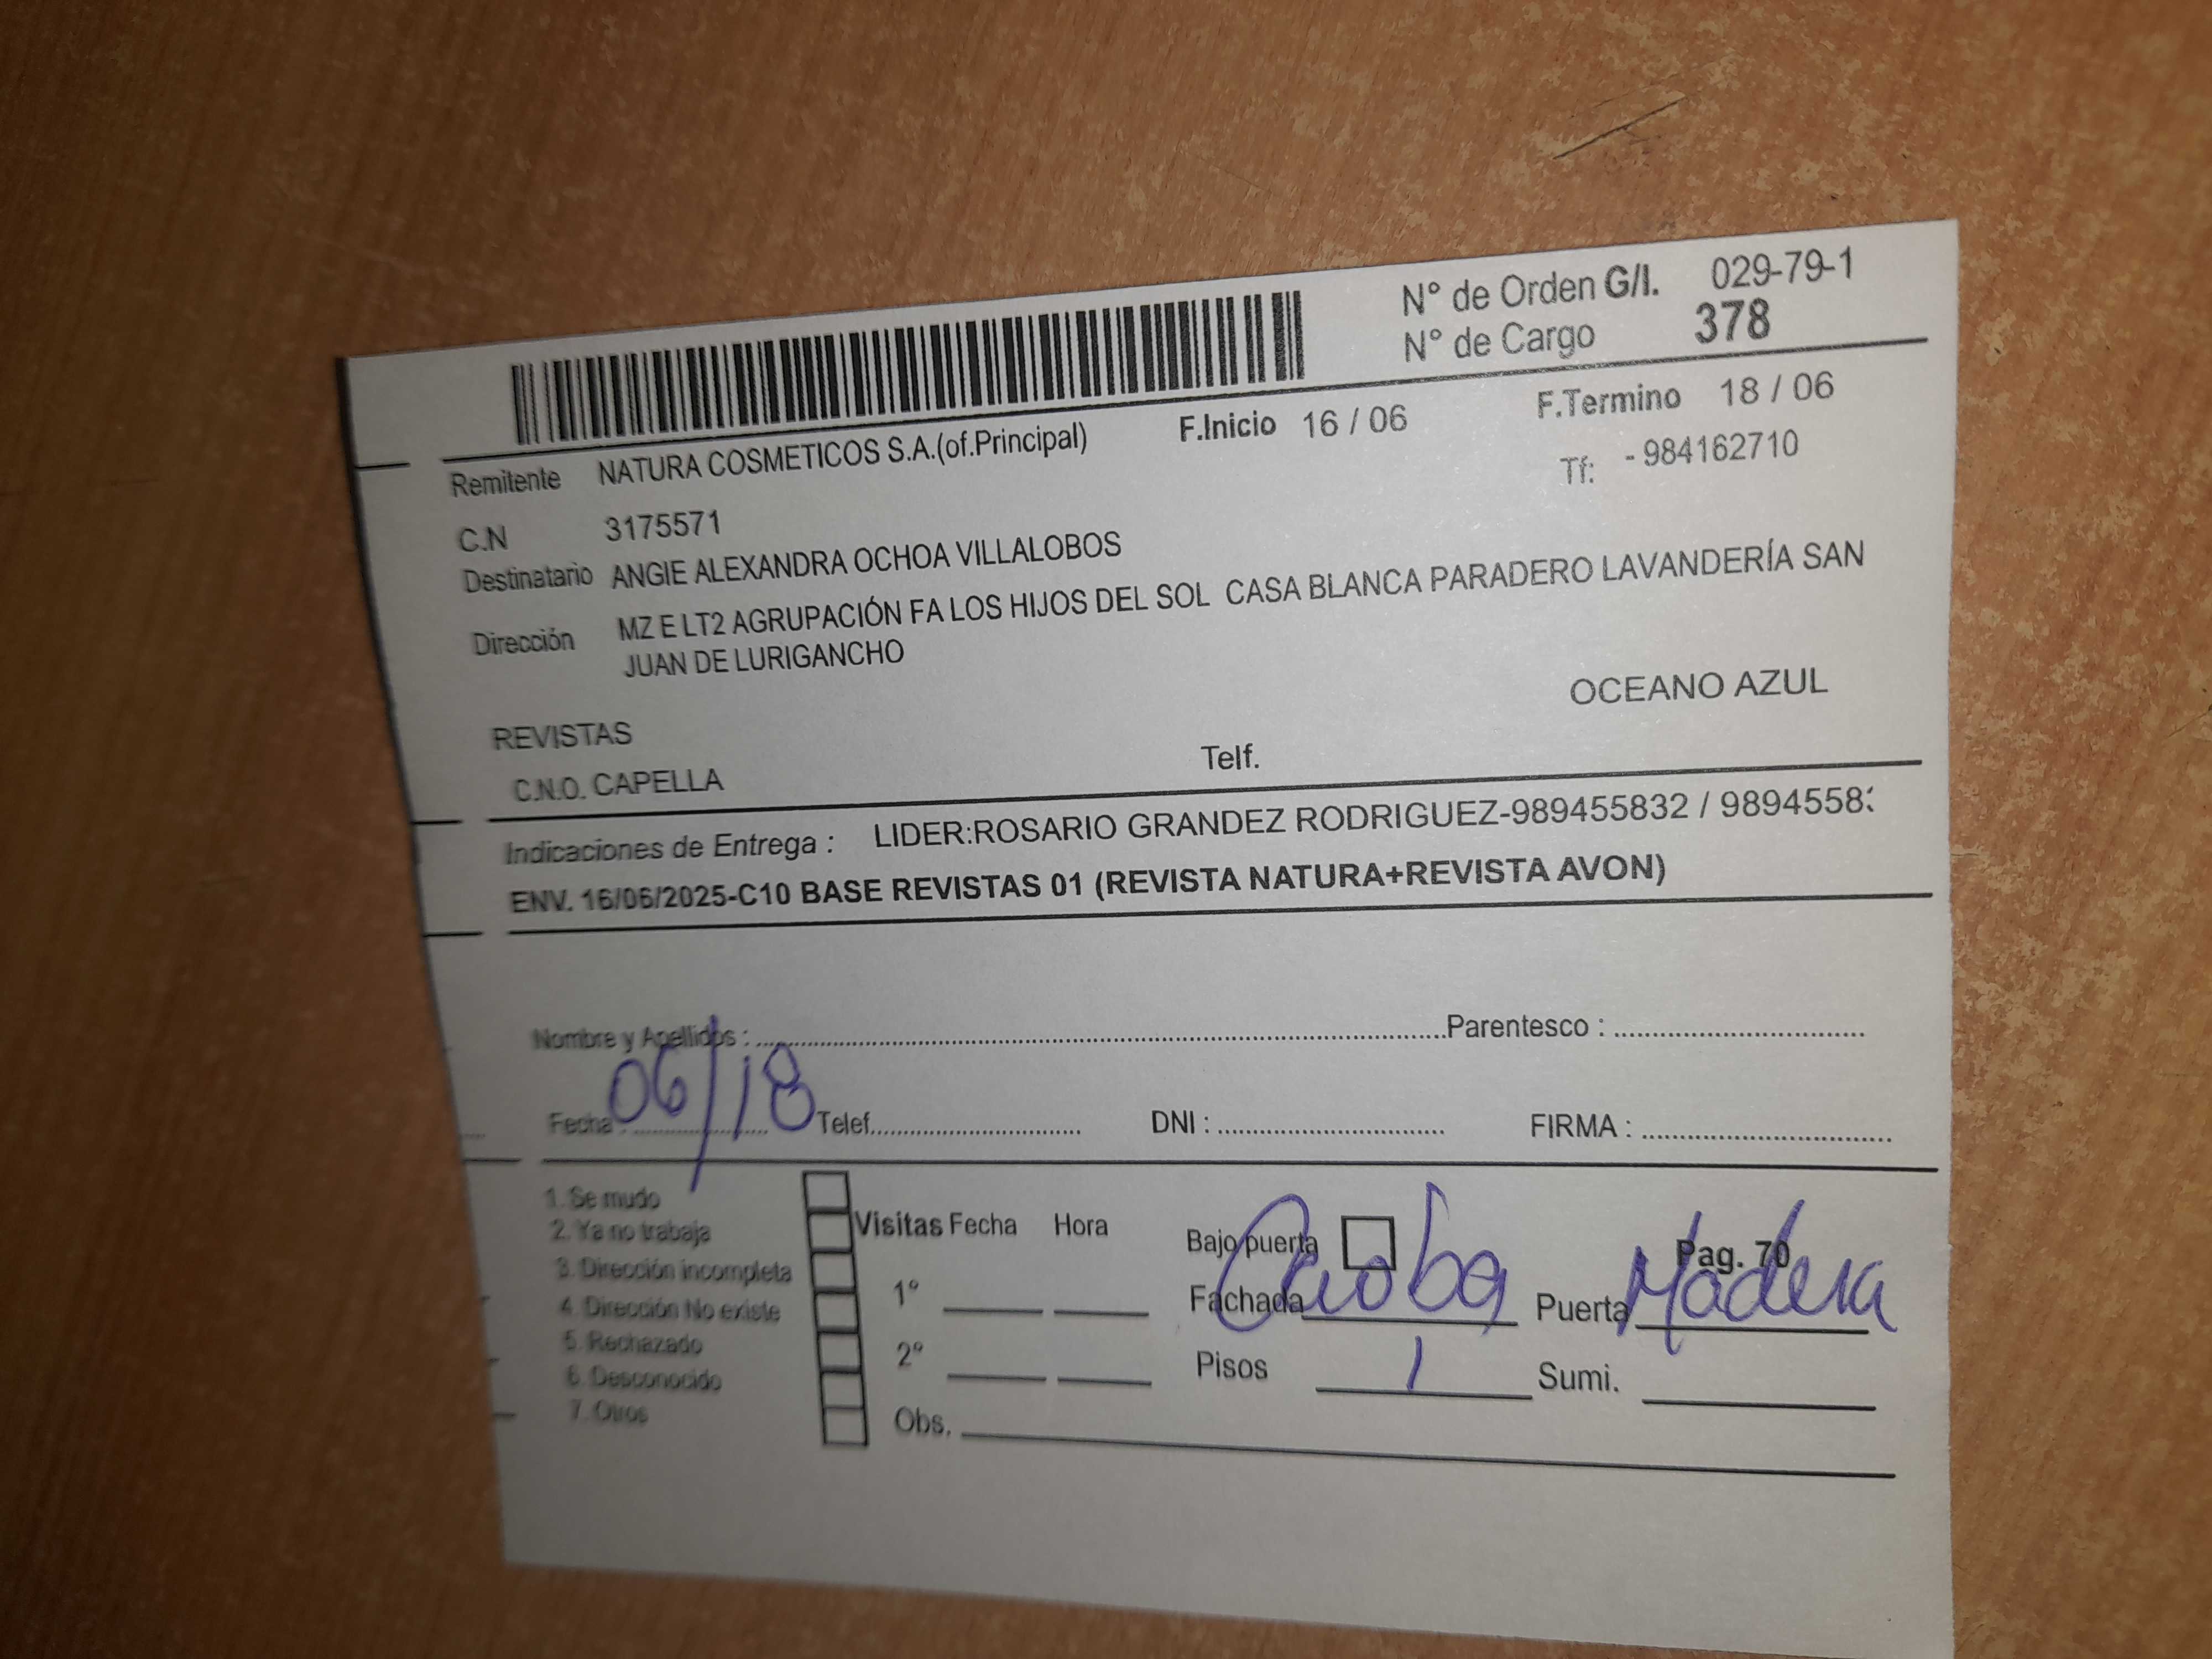 N° de Orden G/I. 029-79-1
N° de Cargo 378
F.Inicio 16 / 06 F.Termino 18 / 06
Remitente NATURA COSMETICOS S.A.(of.Principal) Tf: - 984162710
C.N 3175571
Destinatario ANGIE ALEXANDRA OCHOA VILLALOBOS
Dirección MZ E LT2 AGRUPACIÓN FA LOS HIJOS DEL SOL CASA BLANCA PARADERO LAVANDERÍA SAN
JUAN DE LURIGANCHO
OCEANO AZUL
REVISTAS
C.N.O. CAPELLA Telf.
Indicaciones de Entrega : LIDER:ROSARIO GRANDEZ RODRIGUEZ-989455832 / 98945583
ENV. 16/06/2025-C10 BASE REVISTAS 01 (REVISTA NATURA+REVISTA AVON)
Nombre y Apellidos : Parentesco :
Fecha : 06/18 Telef. DNI : FIRMA :
1. Se mudo
2. Ya no trabaja
3. Dirección incompleta
4. Dirección No existe
5. Rechazado
6. Desconocido
7. Otros
Visitas Fecha Hora
1°
2°
Obs.
Bajo puerta Pag. 70
Fachada Caoba Puerta Madera
Pisos 1 Sumi.